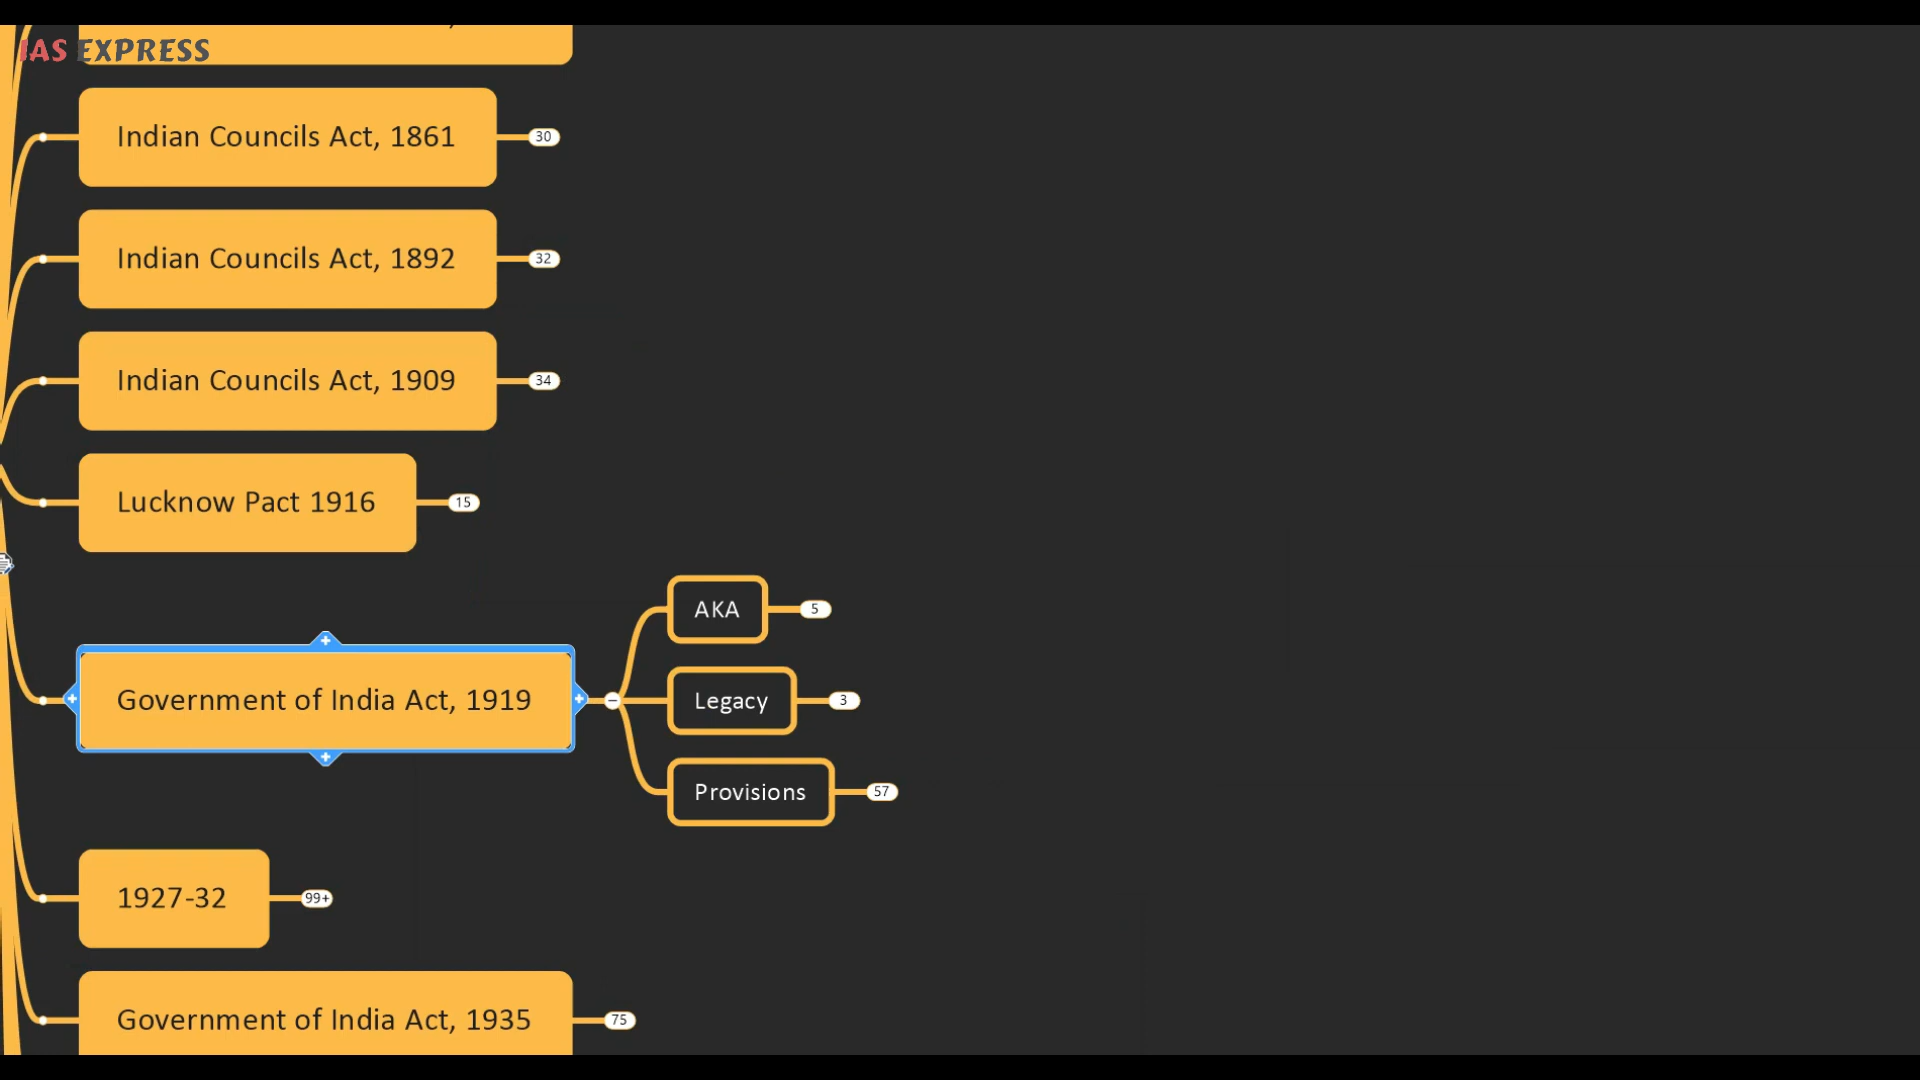 IAS EXPRESS
Indian Councils Act, 1861
30
Indian Councils Act, 1892
32
Indian Councils Act, 1909
34
Lucknow Pact 1916
15
Government of India Act, 1919
AKA
5
Legacy
3
Provisions
57
1927-32
99+
Government of India Act, 1935
75